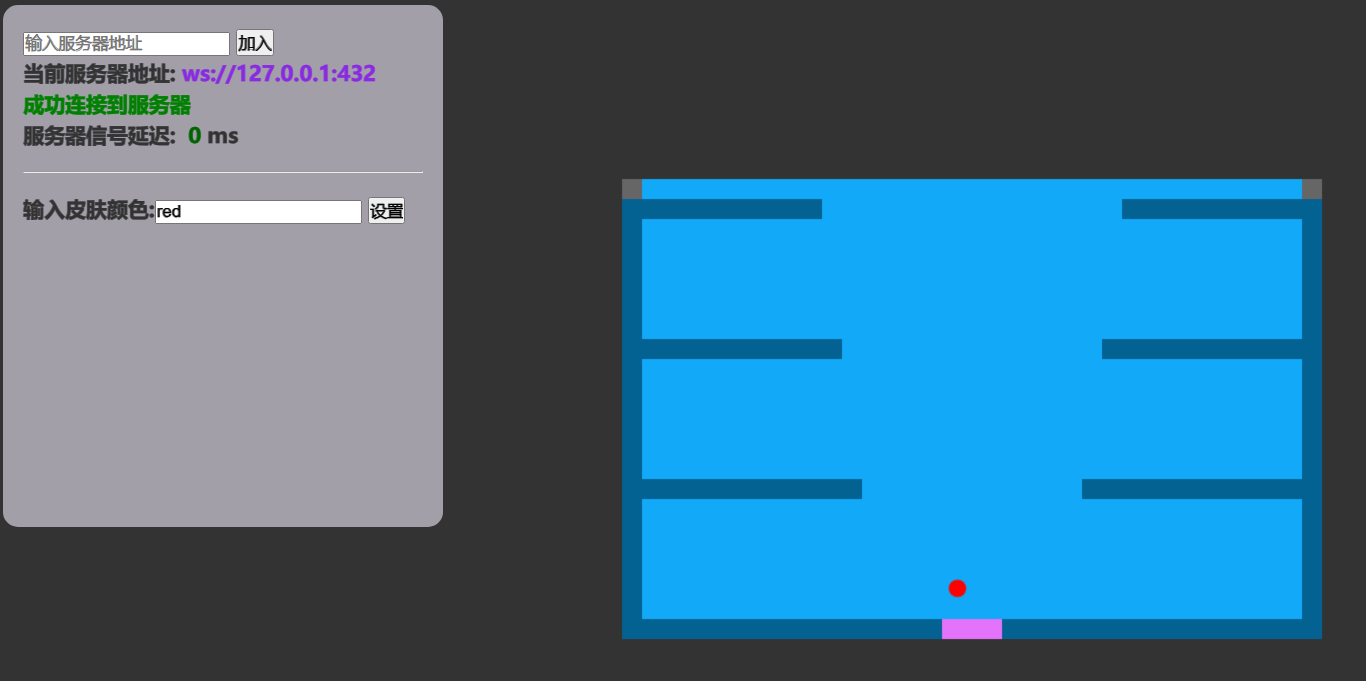 输入服务器地址 加入
当前服务器地址: ws://127.0.0.1:432
成功连接到服务器
服务器信号延迟: 0 ms
输入皮肤颜色:red 设置